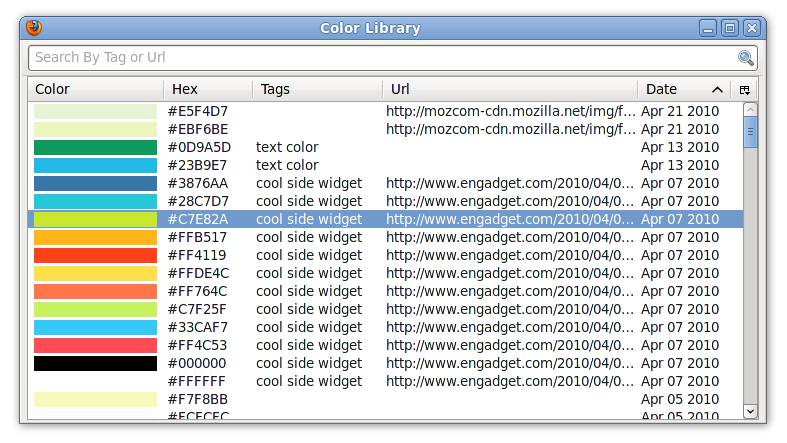 Color Library
Search By Tag or Url
Color Hex Tags Url Date
#E5F4D7 http://mozcom-cdn.mozilla.net/img/f... Apr 21 2010
#EBF6BE http://mozcom-cdn.mozilla.net/img/f... Apr 21 2010
#0D9A5D text color Apr 13 2010
#23B9E7 text color Apr 13 2010
#3876AA cool side widget http://www.engadget.com/2010/04/0... Apr 07 2010
#28C7D7 cool side widget http://www.engadget.com/2010/04/0... Apr 07 2010
#C7E82A cool side widget http://www.engadget.com/2010/04/0... Apr 07 2010
#FFB517 cool side widget http://www.engadget.com/2010/04/0... Apr 07 2010
#FF4119 cool side widget http://www.engadget.com/2010/04/0... Apr 07 2010
#FFDE4C cool side widget http://www.engadget.com/2010/04/0... Apr 07 2010
#FF764C cool side widget http://www.engadget.com/2010/04/0... Apr 07 2010
#C7F25F cool side widget http://www.engadget.com/2010/04/0... Apr 07 2010
#33CAF7 cool side widget http://www.engadget.com/2010/04/0... Apr 07 2010
#FF4C53 cool side widget http://www.engadget.com/2010/04/0... Apr 07 2010
#000000 cool side widget http://www.engadget.com/2010/04/0... Apr 07 2010
#FFFFFF cool side widget http://www.engadget.com/2010/04/0... Apr 07 2010
#F7F8BB Apr 05 2010
Apr 05 2010